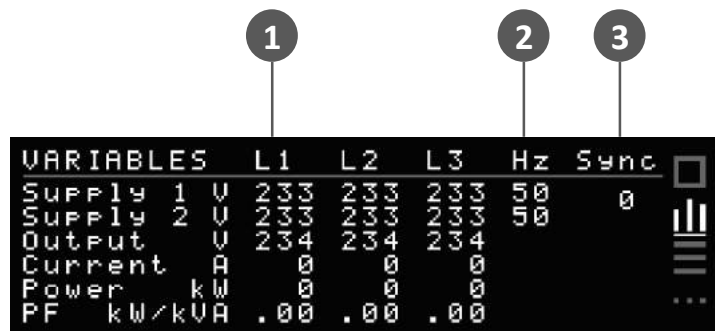 1 2 3
VARIABLES L1 L2 L3 Hz Sync
Supply 1 V 233 233 233 50 0
Supply 2 V 233 233 233 50
Output V 234 234 234
Current A 0 0 0
Power kW 0 0 0
PF kW/kVA .00 .00 .00